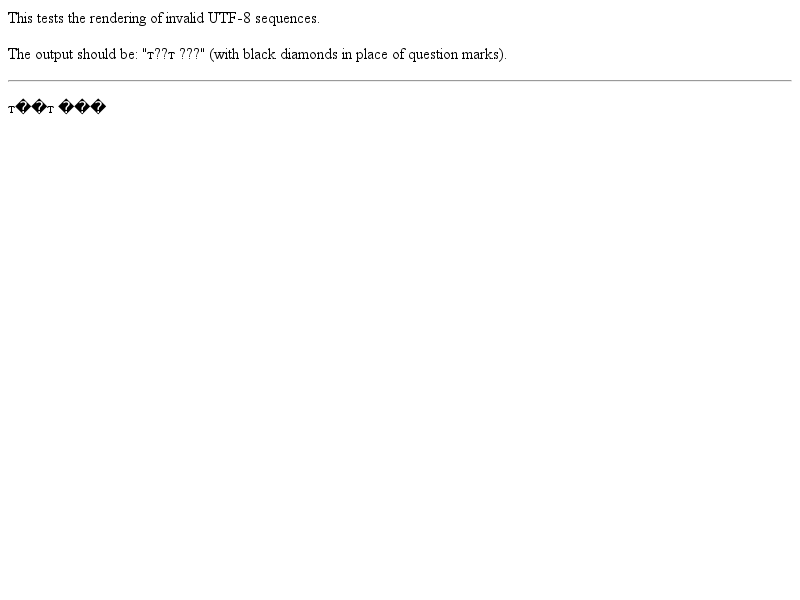 This tests the rendering of invalid UTF-8 sequences.
The output should be: "т??т ???" (with black diamonds in place of question marks).
т��т ���